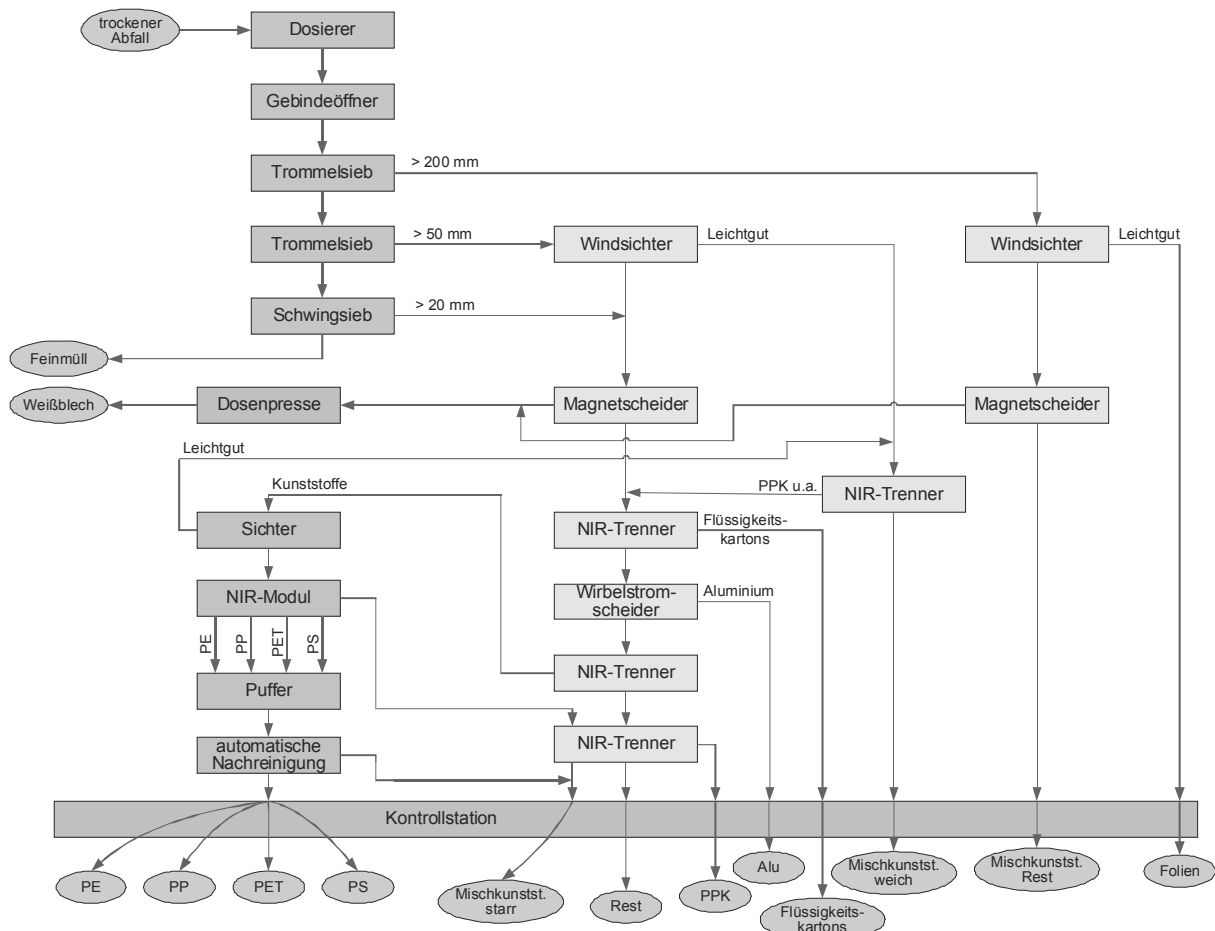 trockener
Abfall
Dosierer
Gebindeöffner
Trommelsieb
> 200 mm
Trommelsieb
> 50 mm
Windsichter
Leichtgut
Windsichter
Leichtgut
Schwingsieb
> 20 mm
Feinmüll
Weißblech
Dosenpresse
Magnetscheider
Magnetscheider
Leichtgut
Kunststoffe
PPK u.a.
NIR-Trenner
Sichter
NIR-Trenner
Flüssigkeits-
kartons
NIR-Modul
Wirbelstrom-
scheider
Aluminium
PE
PP
PET
PS
Puffer
NIR-Trenner
automatische
Nachreinigung
NIR-Trenner
Kontrollstation
PE
PP
PET
PS
Mischkunstst.
starr
Rest
PPK
Alu
Flüssigkeits-
kartons
Mischkunstst.
weich
Mischkunstst.
Rest
Folien